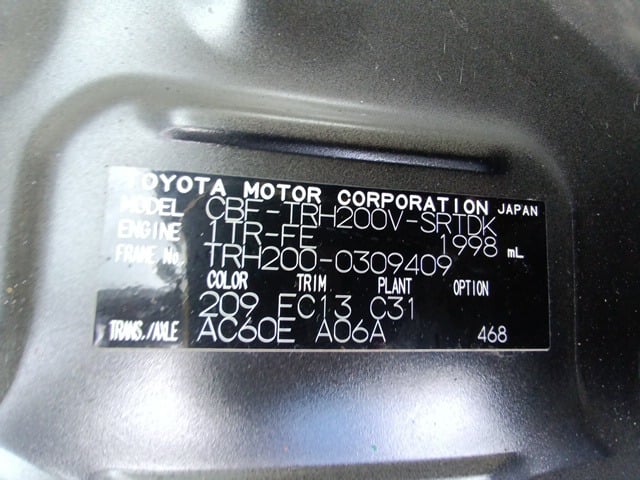 TOYOTA MOTOR CORPORATION JAPAN
MODEL CBF-TRH200V-SRTDK
ENGINE 1TR-FE 1998 mL
FRAME No. TRH200-0309409
COLOR TRIM PLANT OPTION
209 EC13 C31
TRANS./AXLE AC60E A06A 468